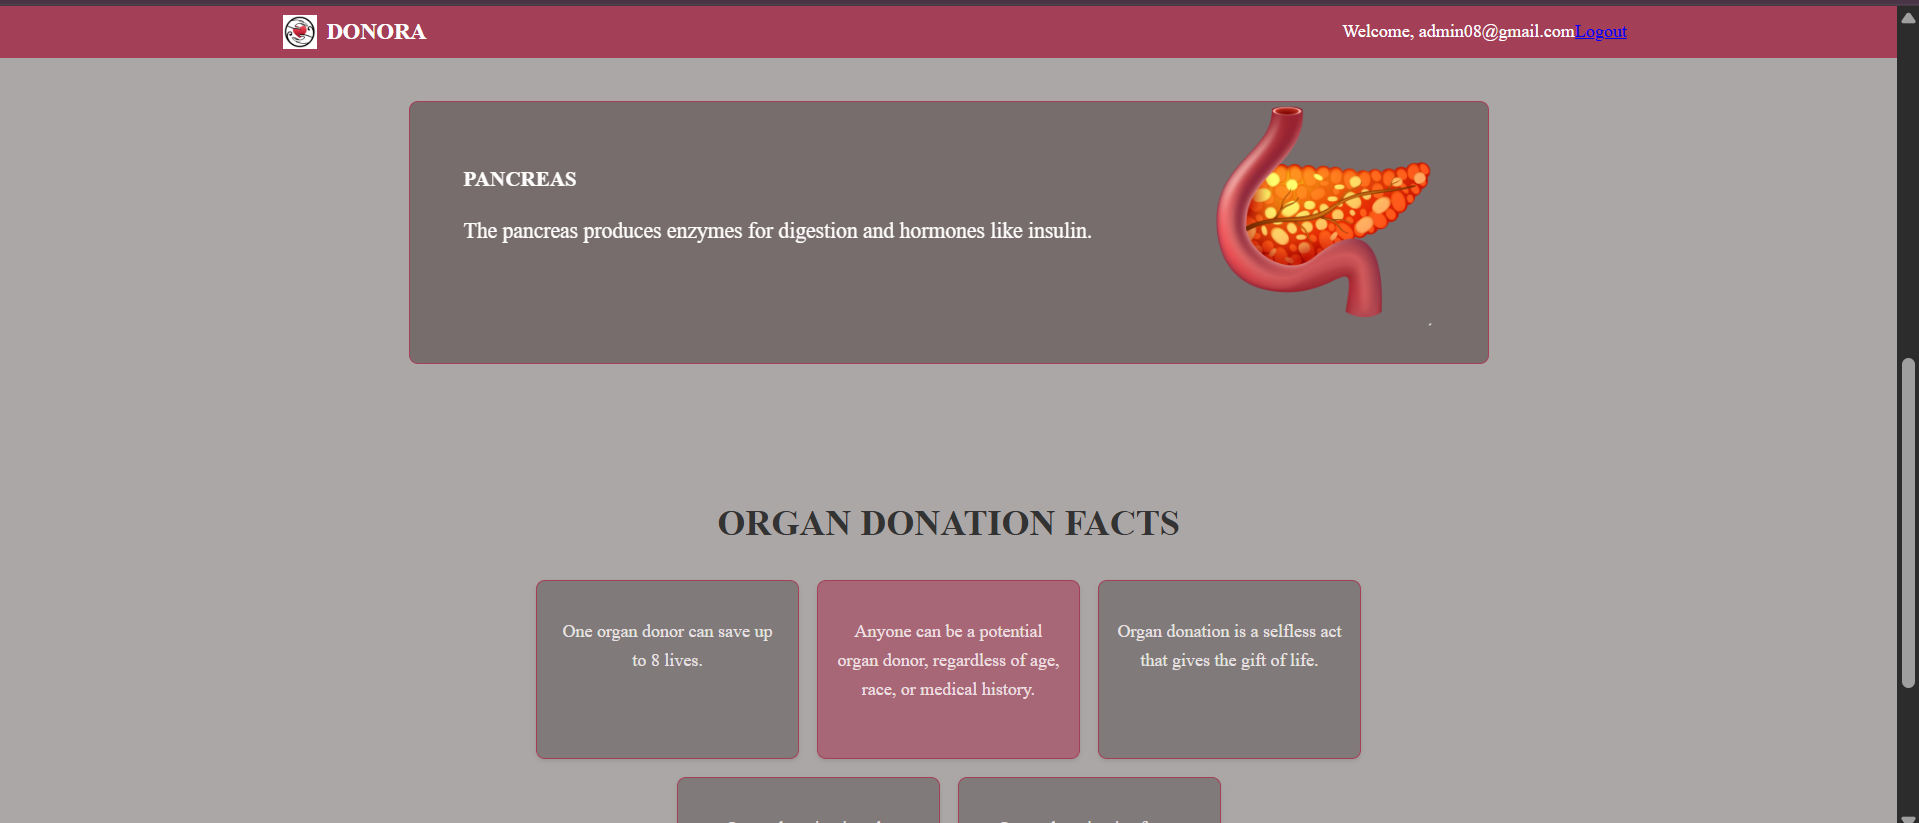 DONORA
Welcome, admin08@gmail.comLogout
PANCREAS
The pancreas produces enzymes for digestion and hormones like insulin.
ORGAN DONATION FACTS
One organ donor can save up
to 8 lives.
Anyone can be a potential
organ donor, regardless of age,
race, or medical history.
Organ donation is a selfless act
that gives the gift of life.